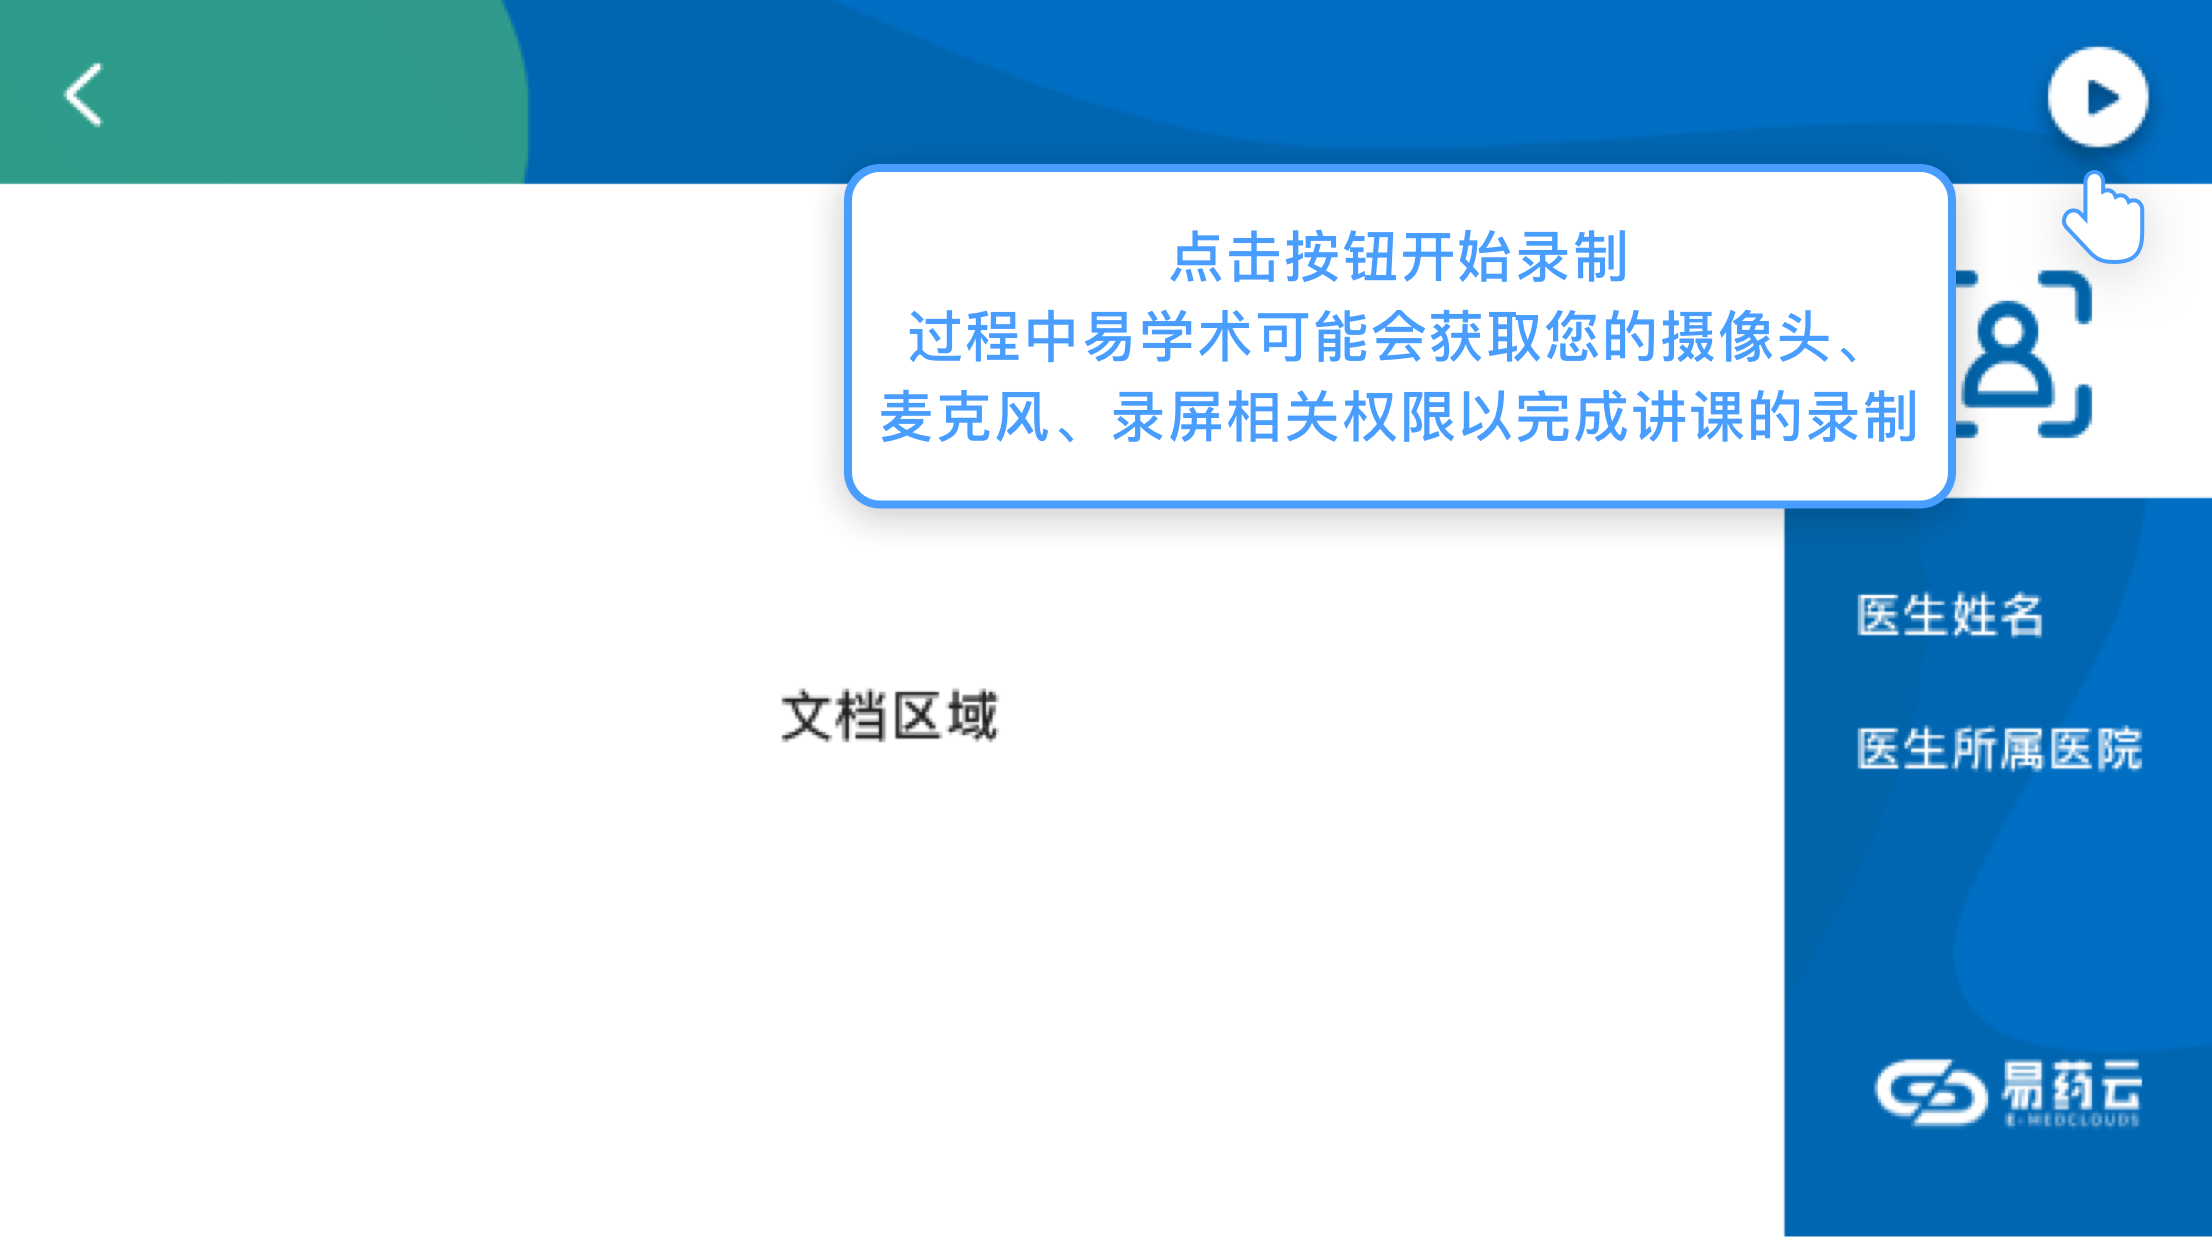 点击按钮开始录制
过程中易学术可能会获取您的摄像头、
麦克风、录屏相关权限以完成讲课的录制
医生姓名
文档区域
医生所属医院
易药云
E-MEDCLOUDS